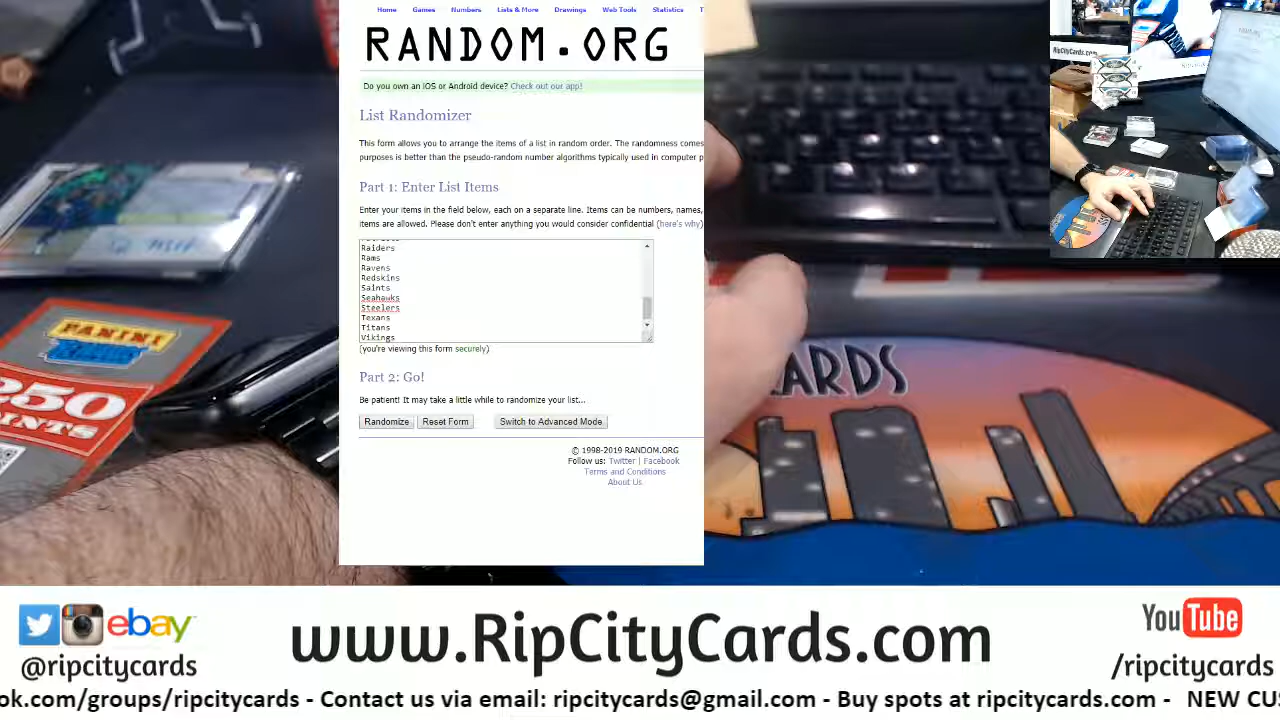 Home Games Numbers Lists & More Drawings Web Tools Statistics T
RANDOM.ORG
Do you own an iOS or Android device? Check out our app!
List Randomizer
This form allows you to arrange the items of a list in random order. The randomness comes
purposes is better than the pseudo-random number algorithms typically used in computer p
Part 1: Enter List Items
Enter your items in the field below, each on a separate line. Items can be numbers, names,
items are allowed. Please don't enter anything you would consider confidential (here's why)
Raiders
Rams
Ravens
Redskins
Saints
Seahawks
Steelers
Texans
Titans
Vikings
(you're viewing this form securely)
Part 2: Go!
Be patient! It may take a little while to randomize your list...
Randomize Reset Form Switch to Advanced Mode
© 1998-2019 RANDOM.ORG
Follow us: Twitter | Facebook
Terms and Conditions
About Us
PANINI
250
POINTS
CARDS
RipCityCards.com
ebay
@ripcitycards
www.RipCityCards.com
YouTube
/ripcitycards
ok.com/groups/ripcitycards - Contact us via email: ripcitycards@gmail.com - Buy spots at ripcitycards.com - NEW CUS